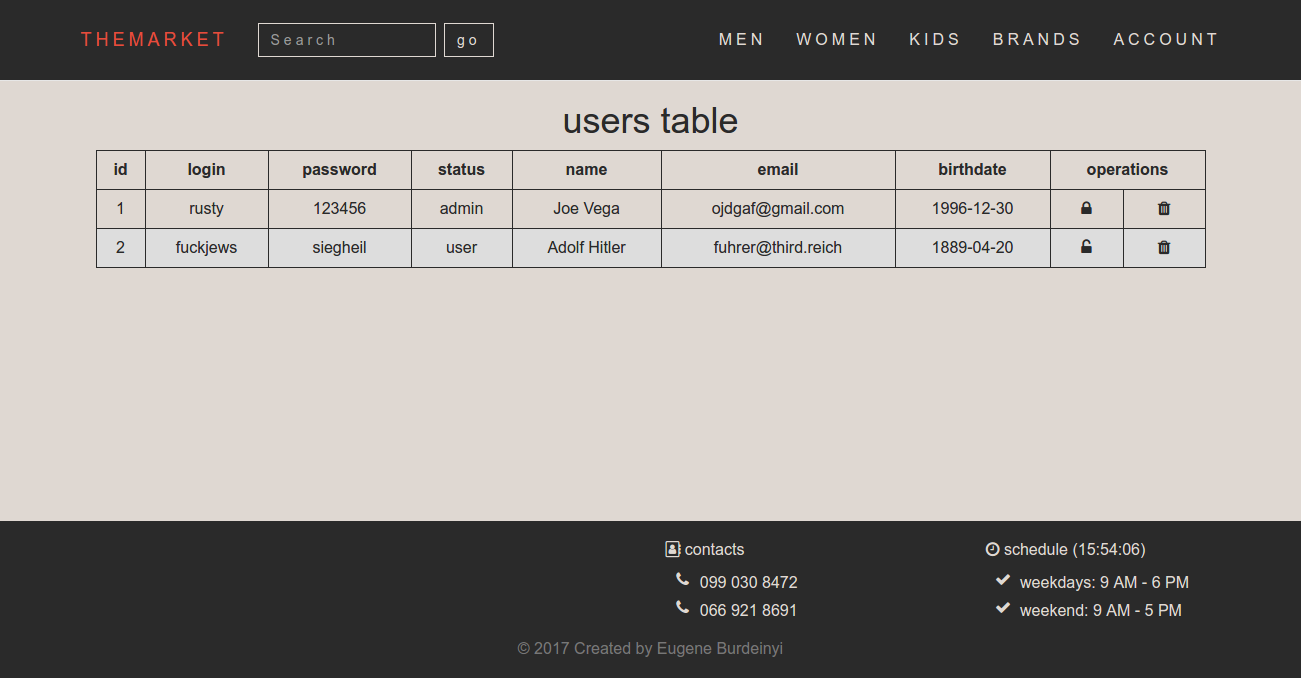 THEMARKET Search go MEN WOMEN KIDS BRANDS ACCOUNT
users table
id login password status name email birthdate operations
1 rusty 123456 admin Joe Vega ojdgaf@gmail.com 1996-12-30
2 fuckjews siegheil user Adolf Hitler fuhrer@third.reich 1889-04-20
contacts schedule (15:54:06)
099 030 8472 weekdays: 9 AM - 6 PM
066 921 8691 weekend: 9 AM - 5 PM
© 2017 Created by Eugene Burdeinyi